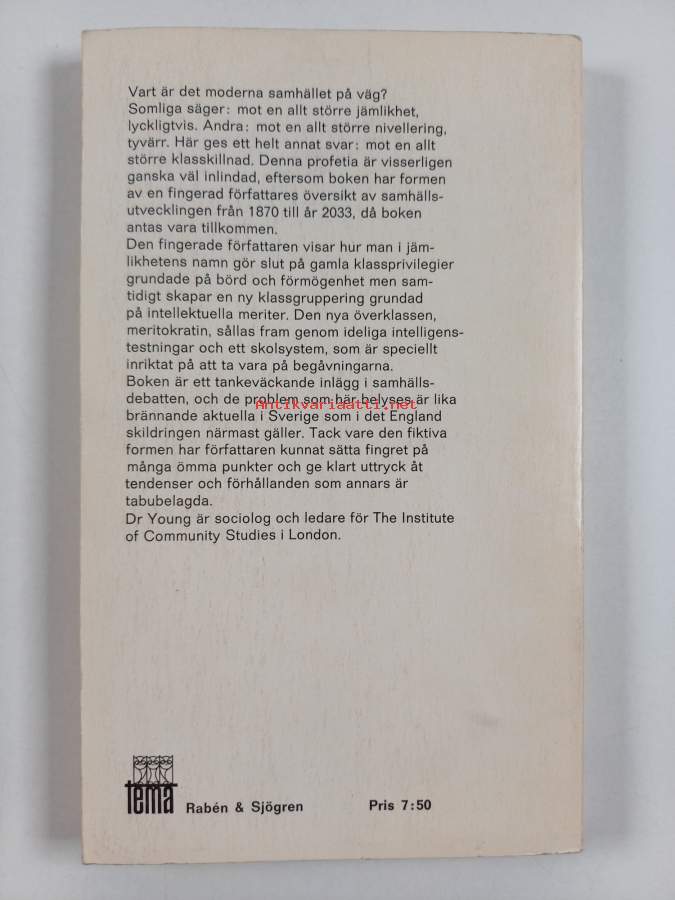 Vart är det moderna samhället på väg?
Somliga säger: mot en allt större jämlikhet,
lyckligtvis. Andra: mot en allt större nivellering,
tyvärr. Här ges ett helt annat svar: mot en allt
större klasskillnad. Denna profetia är visserligen
ganska väl inlindad, eftersom boken har formen
av en fingerad författares översikt av samhälls-
utvecklingen från 1870 till år 2033, då boken
antas vara tillkommen.
Den fingerade författaren visar hur man i jäm-
likhetens namn gör slut på gamla klassprivilegier
grundade på börd och förmögenhet men sam-
tidigt skapar en ny klassgruppering grundad
på intellektuella meriter. Den nya överklassen,
meritokratin, sållas fram genom ideliga intelligens-
testningar och ett skolsystem, som är speciellt
inriktat på att ta vara på begåvningarna.
Boken är ett tankeväckande inlägg i samhälls-
debatten, och de problem som här belyses är lika
Antikvariaatti.net
brännande aktuella i Sverige som i det England
skildringen närmast gäller. Tack vare den fiktiva
formen har författaren kunnat sätta fingret på
många ömma punkter och ge klart uttryck åt
tendenser och förhållanden som annars är
tabubelagda.
Dr Young är sociolog och ledare för The Institute
of Community Studies i London.
tema Rabén & Sjögren Pris 7:50